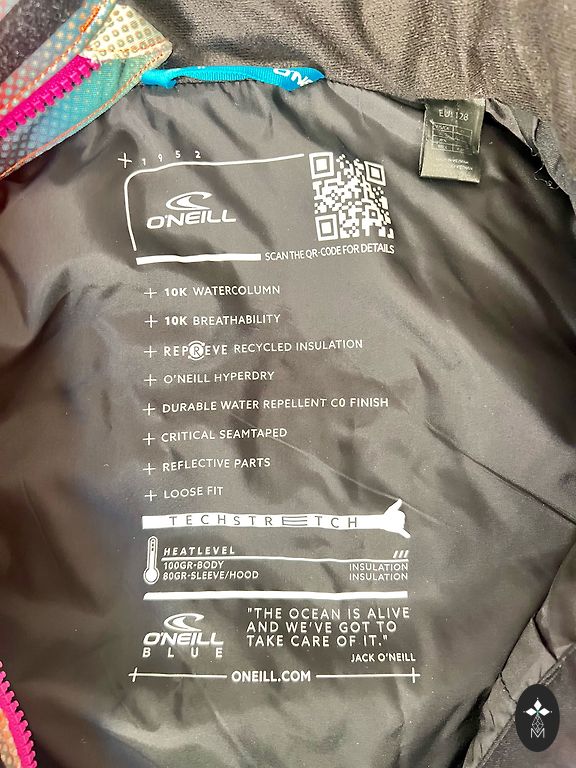 O'NEILL
EU: 128
1952
O'NEILL
SCAN THE QR-CODE FOR DETAILS
10K WATERCOLUMN
10K BREATHABILITY
REPREVE RECYCLED INSULATION
O'NEILL HYPERDRY
DURABLE WATER REPELLENT C0 FINISH
CRITICAL SEAMTAPED
REFLECTIVE PARTS
LOOSE FIT
TECHSTRETCH
HEATLEVEL
100GR-BODY INSULATION
80GR-SLEEVE/HOOD INSULATION
O'NEILL
BLUE
"THE OCEAN IS ALIVE
AND WE'VE GOT TO
TAKE CARE OF IT."
JACK O'NEILL
ONEILL.COM
M